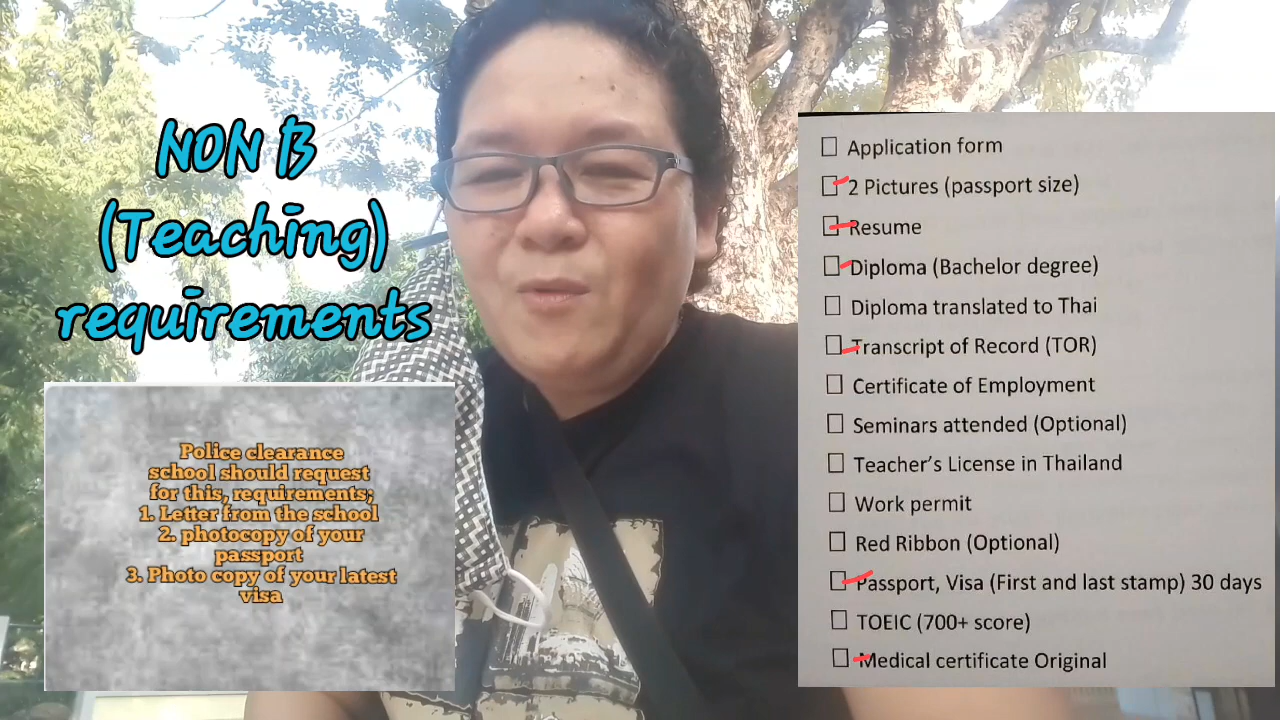 NON B
(Teaching)
requirements
Police clearance
school should request
for this, requirements;
1. Letter from the school
2. photocopy of your
passport
3. Photo copy of your latest
visa
Application form
2 Pictures (passport size)
Resume
Diploma (Bachelor degree)
Diploma translated to Thai
Transcript of Record (TOR)
Certificate of Employment
Seminars attended (Optional)
Teacher's License in Thailand
Work permit
Red Ribbon (Optional)
Passport, Visa (First and last stamp) 30 days
TOEIC (700+ score)
Medical certificate Original